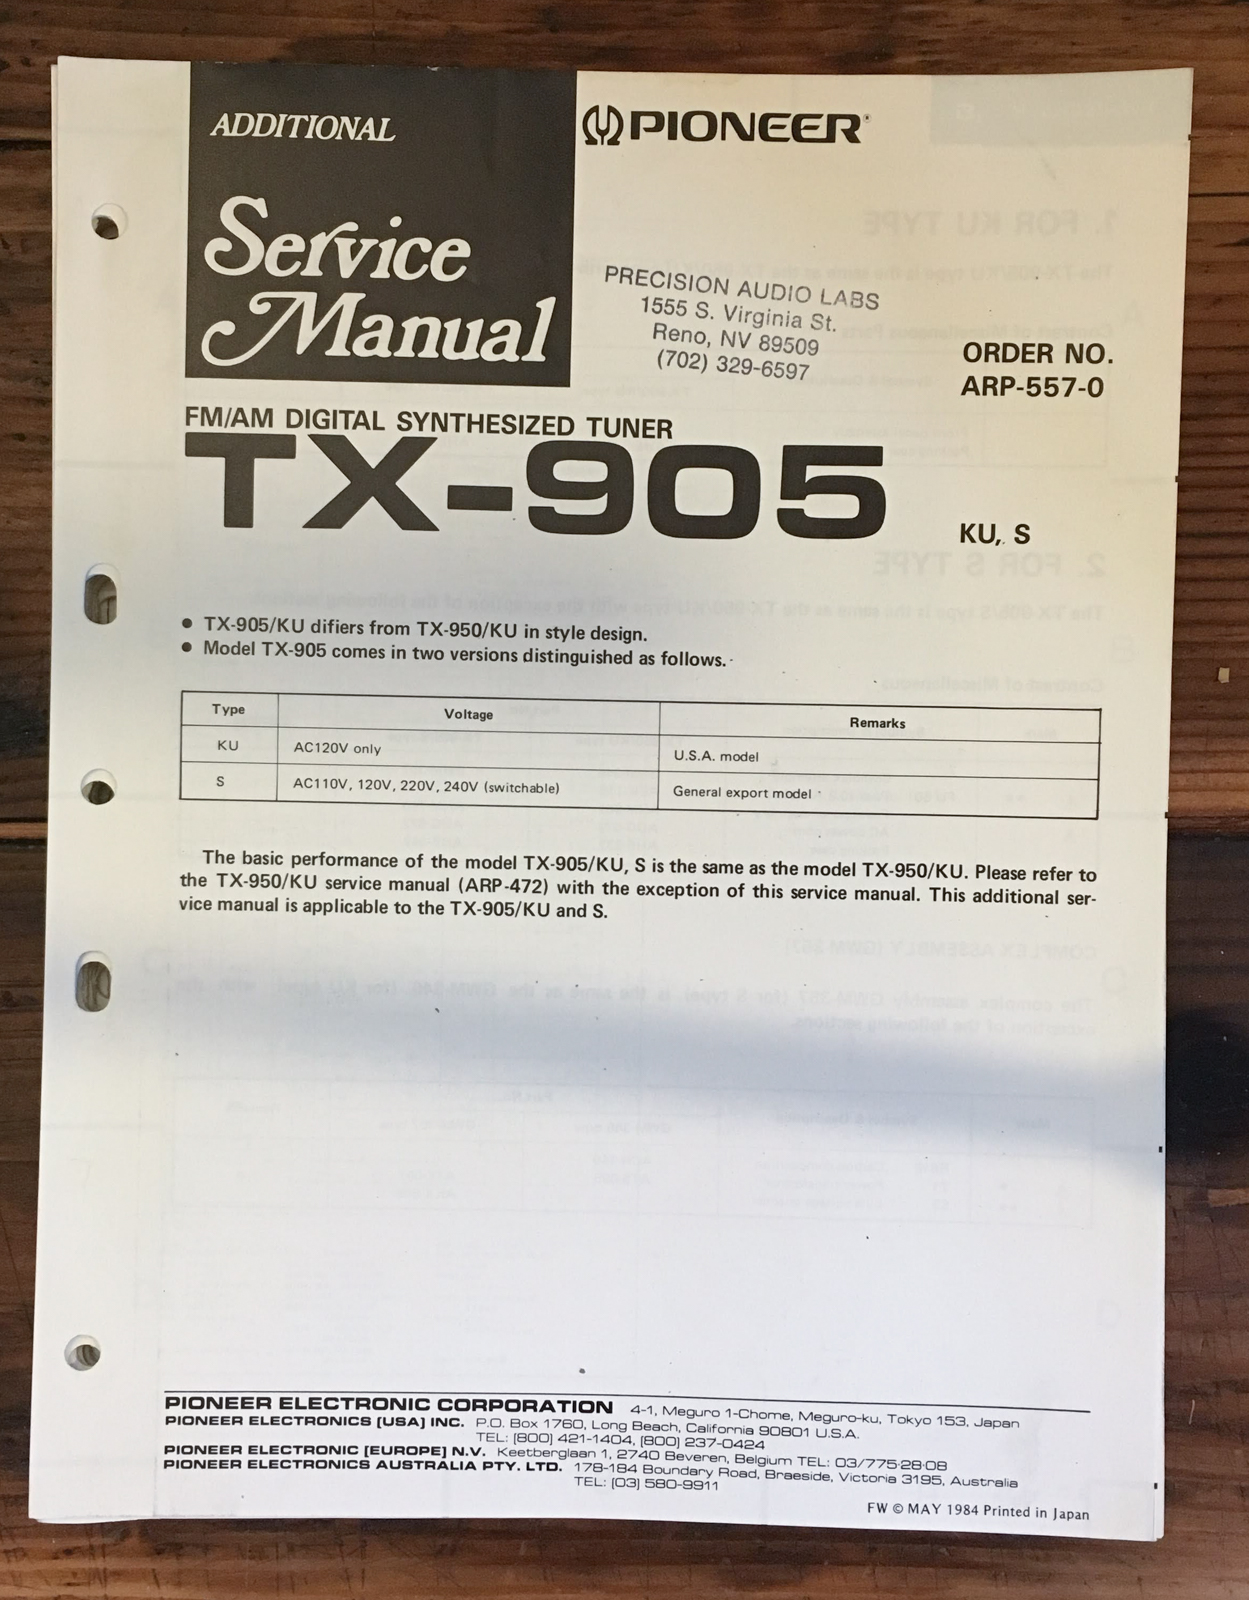 ADDITIONAL
Service
Manual
PIONEER®
PRECISION AUDIO LABS
1555 S. Virginia St.
Reno, NV 89509
(702) 329-6597
ORDER NO.
ARP-557-0
FM/AM DIGITAL SYNTHESIZED TUNER
TX-905
KU, S
● TX-905/KU difiers from TX-950/KU in style design.
● Model TX-905 comes in two versions distinguished as follows.
Type Voltage Remarks
KU AC120V only U.S.A. model
S AC110V, 120V, 220V, 240V (switchable) General export model
The basic performance of the model TX-905/KU, S is the same as the model TX-950/KU. Please refer to
the TX-950/KU service manual (ARP-472) with the exception of this service manual. This additional ser-
vice manual is applicable to the TX-905/KU and S.
PIONEER ELECTRONIC CORPORATION 4-1, Meguro 1-Chome, Meguro-ku, Tokyo 153, Japan
PIONEER ELECTRONICS [USA] INC. P.O. Box 1760, Long Beach, California 90801 U.S.A.
TEL: [800] 421-1404, [800] 237-0424
PIONEER ELECTRONIC [EUROPE] N.V. Keetberglaan 1, 2740 Beveren, Belgium TEL: 03/775·28·08
PIONEER ELECTRONICS AUSTRALIA PTY. LTD. 178-184 Boundary Road, Braeside, Victoria 3195, Australia
TEL: [03] 580-9911
FW © MAY 1984 Printed in Japan